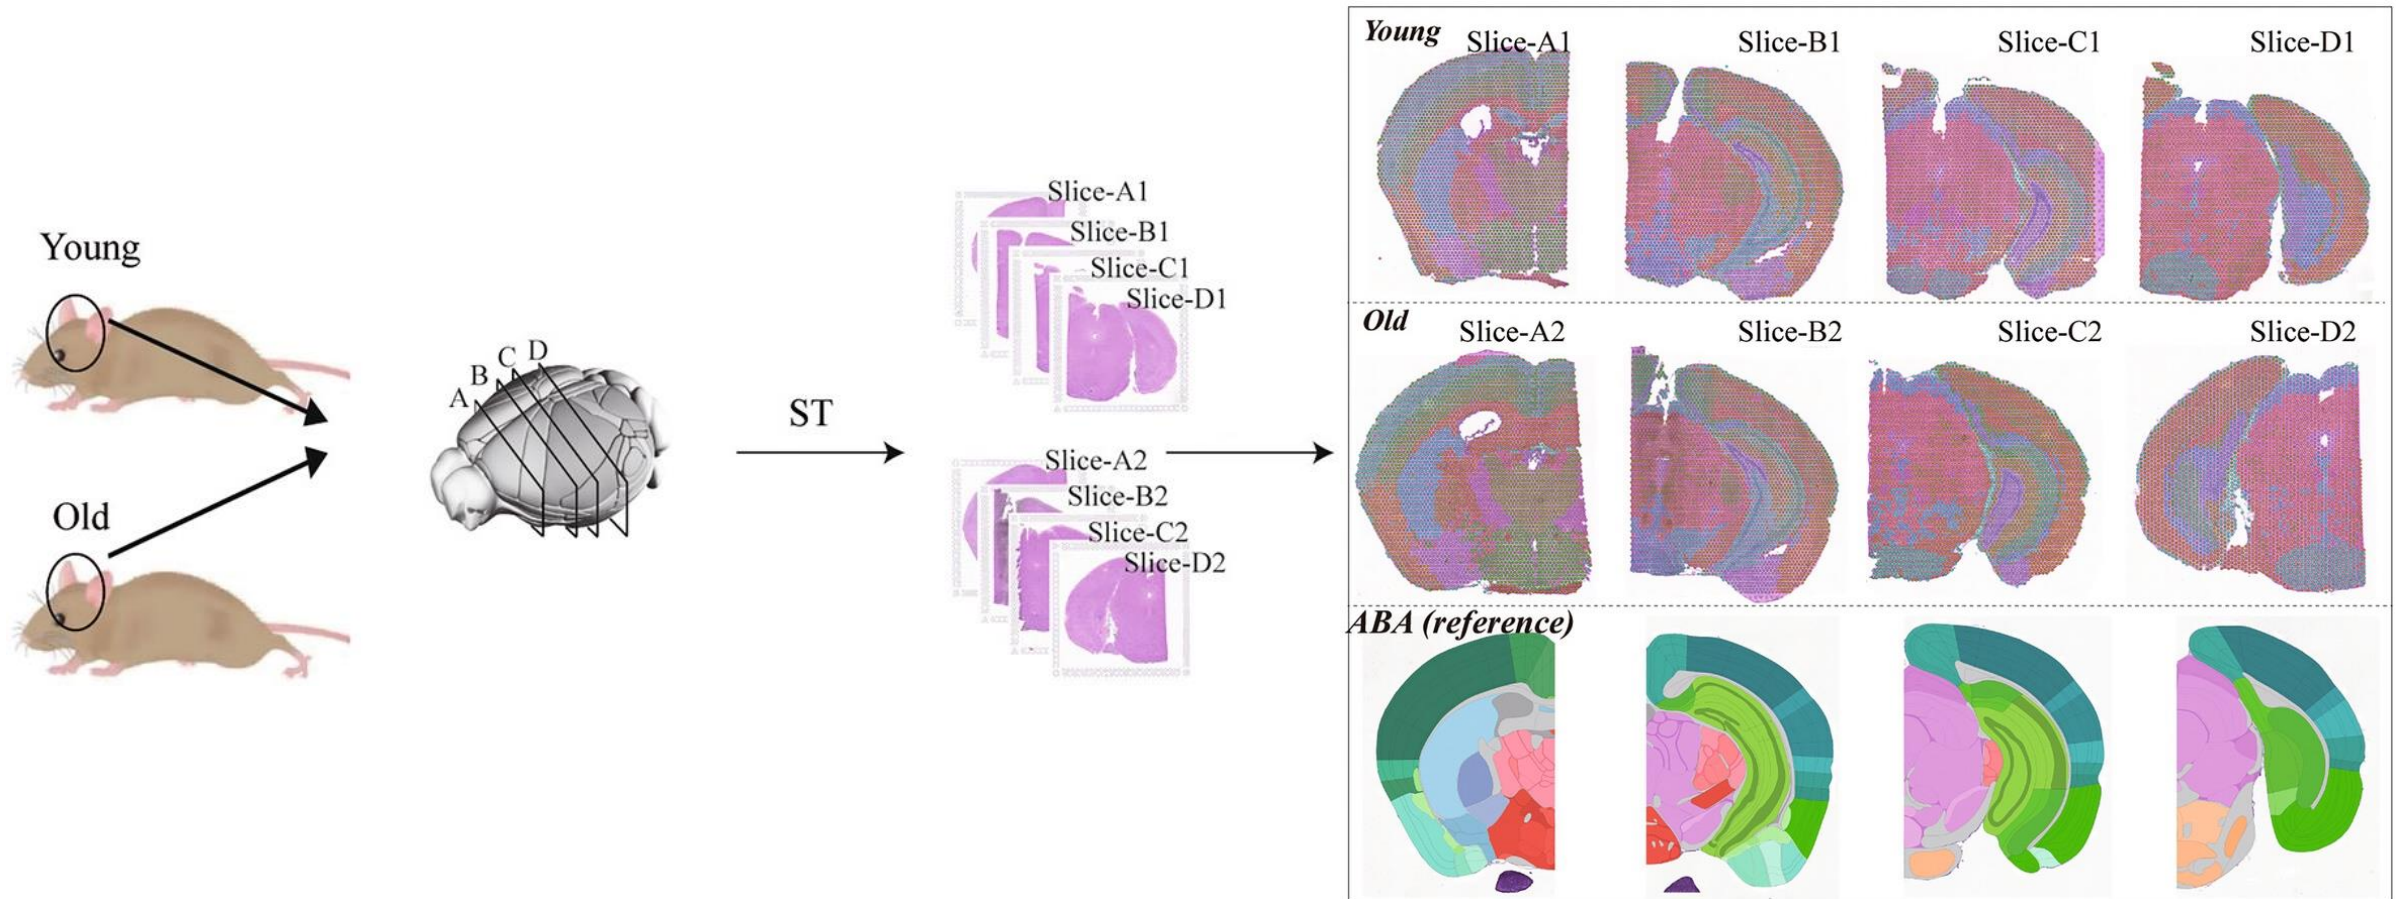 Young
Old
A
B
C
D
ST
Slice-A1
Slice-B1
Slice-C1
Slice-D1
Slice-A2
Slice-B2
Slice-C2
Slice-D2
Young
Slice-A1
Slice-B1
Slice-C1
Slice-D1
Old
Slice-A2
Slice-B2
Slice-C2
Slice-D2
ABA (reference)